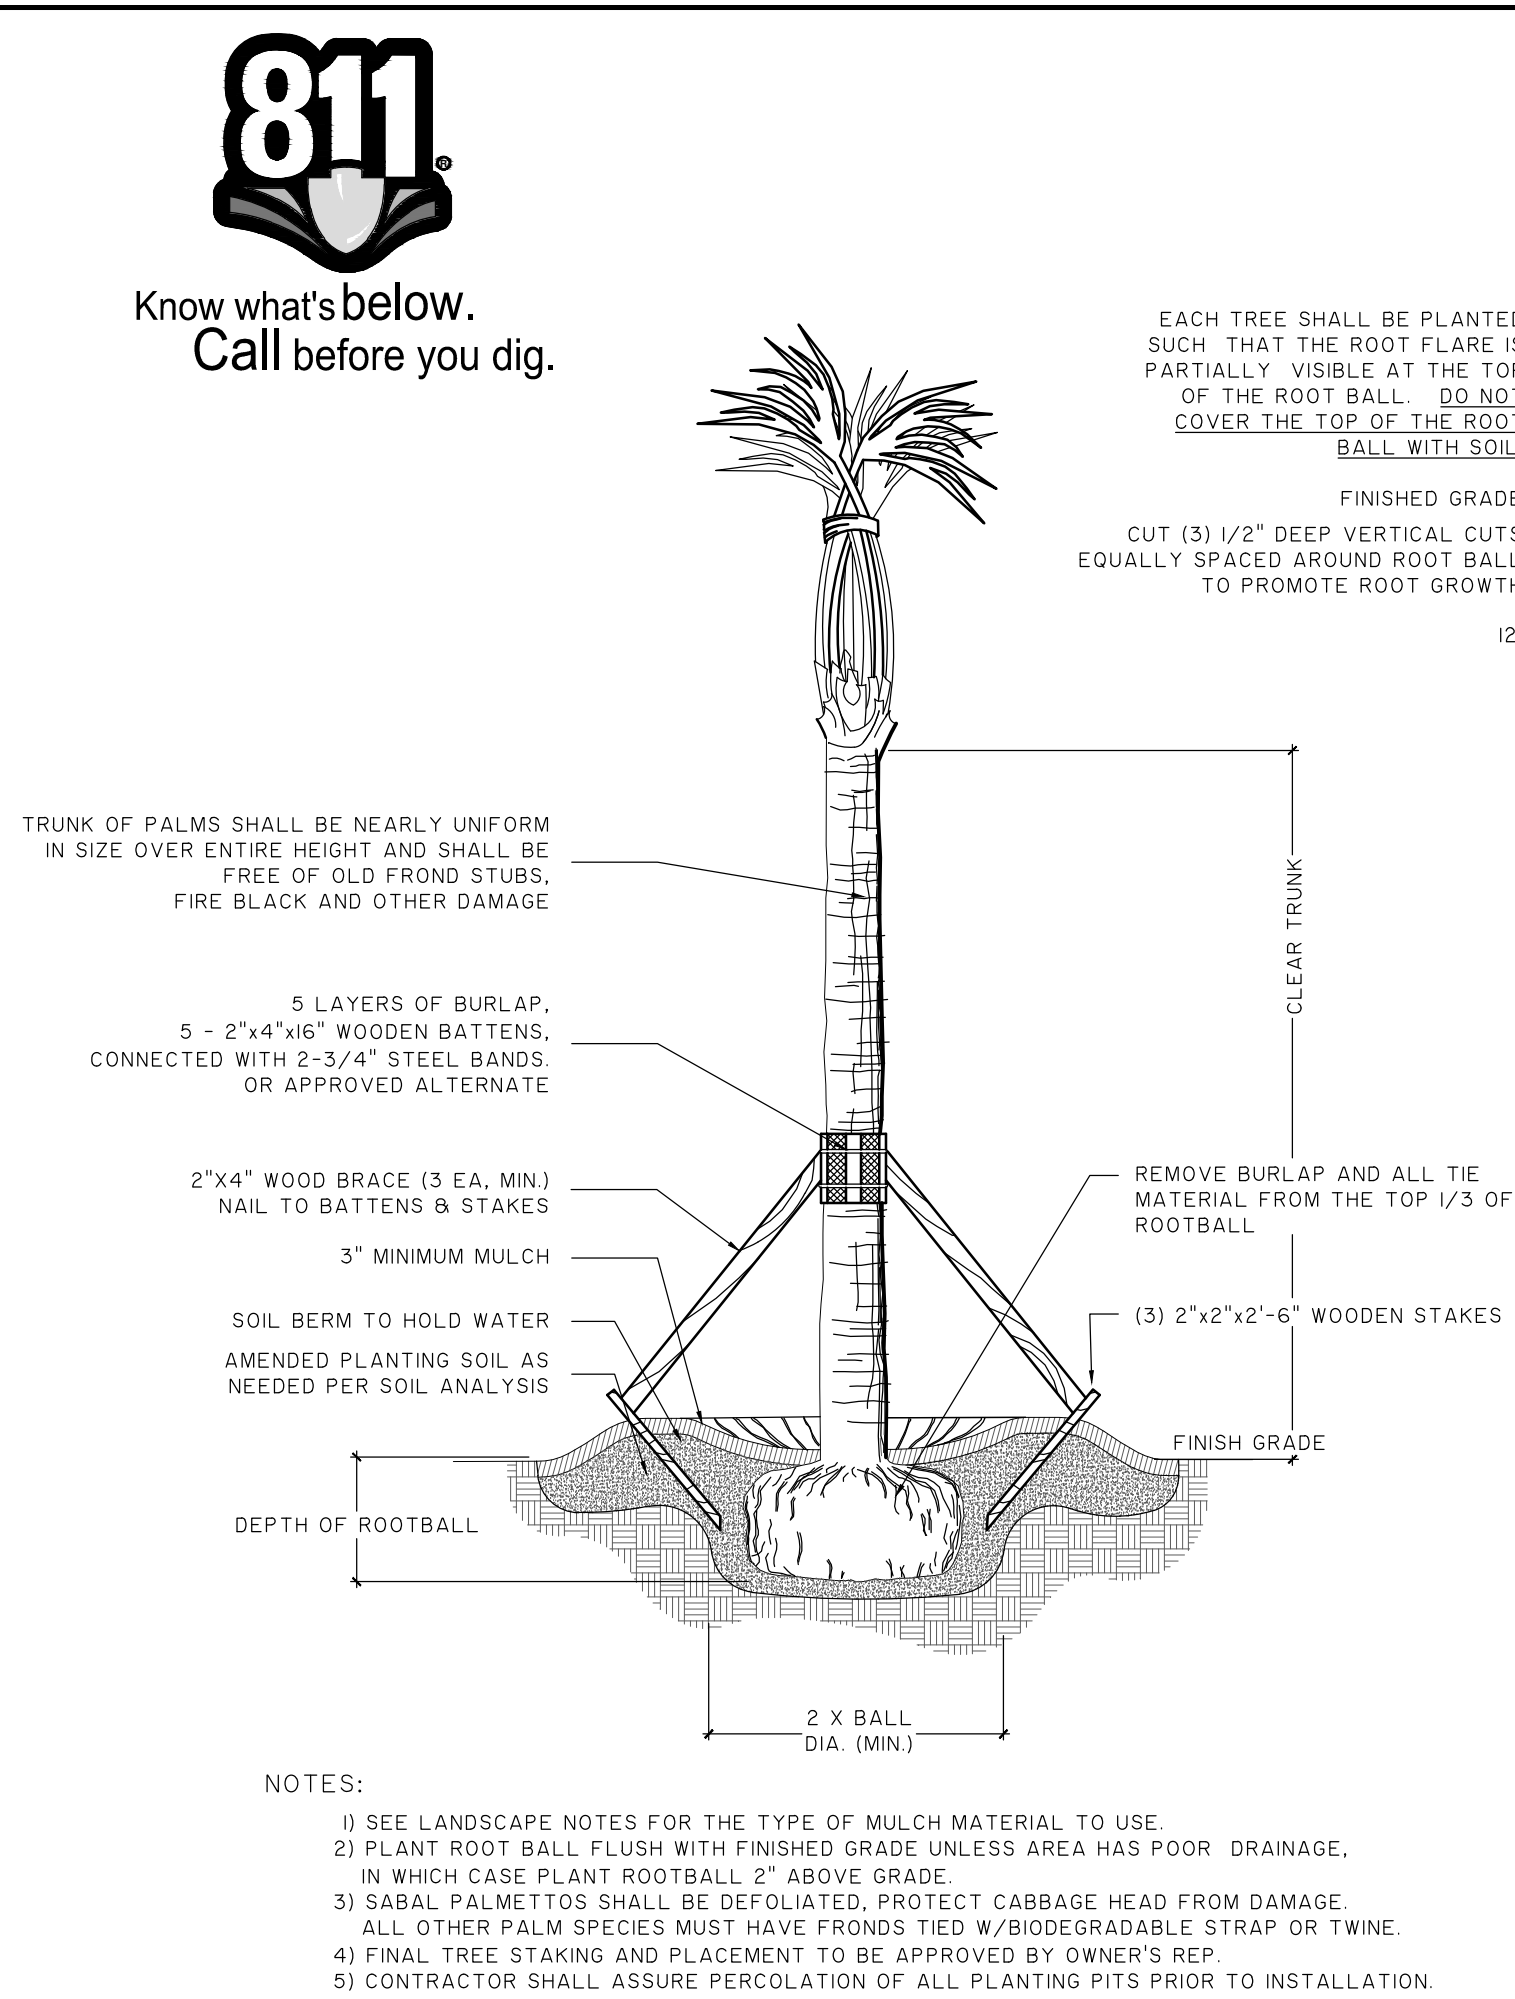 811®
Know what's below.
Call before you dig.
EACH TREE SHALL BE PLANTED
SUCH THAT THE ROOT FLARE IS
PARTIALLY VISIBLE AT THE TOP
OF THE ROOT BALL. DO NOT
COVER THE TOP OF THE ROOT
BALL WITH SOIL
FINISHED GRADE
CUT (3) 1/2" DEEP VERTICAL CUTS
EQUALLY SPACED AROUND ROOT BALL
TO PROMOTE ROOT GROWTH
12
TRUNK OF PALMS SHALL BE NEARLY UNIFORM
IN SIZE OVER ENTIRE HEIGHT AND SHALL BE
FREE OF OLD FROND STUBS,
FIRE BLACK AND OTHER DAMAGE
CLEAR TRUNK
5 LAYERS OF BURLAP,
5 - 2"x4"x16" WOODEN BATTENS,
CONNECTED WITH 2-3/4" STEEL BANDS.
OR APPROVED ALTERNATE
2"X4" WOOD BRACE (3 EA, MIN.)
NAIL TO BATTENS & STAKES
REMOVE BURLAP AND ALL TIE
MATERIAL FROM THE TOP 1/3 OF
ROOTBALL
3" MINIMUM MULCH
SOIL BERM TO HOLD WATER
(3) 2"x2"x2'-6" WOODEN STAKES
AMENDED PLANTING SOIL AS
NEEDED PER SOIL ANALYSIS
FINISH GRADE
DEPTH OF ROOTBALL
2 X BALL
DIA. (MIN.)
NOTES:
1) SEE LANDSCAPE NOTES FOR THE TYPE OF MULCH MATERIAL TO USE.
2) PLANT ROOT BALL FLUSH WITH FINISHED GRADE UNLESS AREA HAS POOR DRAINAGE,
IN WHICH CASE PLANT ROOTBALL 2" ABOVE GRADE.
3) SABAL PALMETTOS SHALL BE DEFOLIATED, PROTECT CABBAGE HEAD FROM DAMAGE.
ALL OTHER PALM SPECIES MUST HAVE FRONDS TIED W/BIODEGRADABLE STRAP OR TWINE.
4) FINAL TREE STAKING AND PLACEMENT TO BE APPROVED BY OWNER'S REP.
5) CONTRACTOR SHALL ASSURE PERCOLATION OF ALL PLANTING PITS PRIOR TO INSTALLATION.